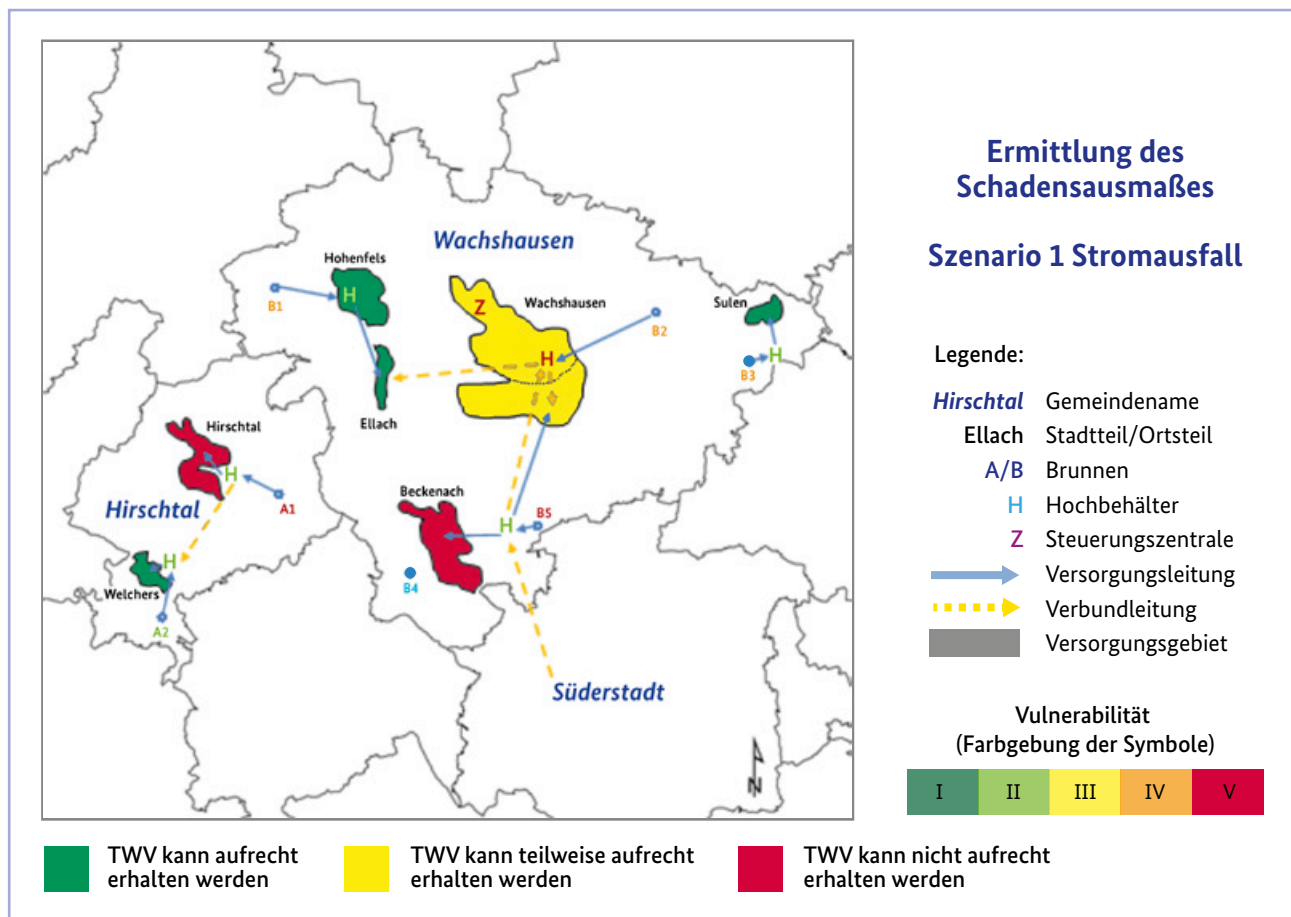 Wachshausen
Hohenfels
H
B1
Z
Wachshausen
B2
Sulen
H
B3
H
Ellach
Hirschtal
H
A1
Hirschtal
Beckenach
H
B5
B4
H
Welchers
A2
Süderstadt
N
Ermittlung des
Schadensausmaßes
Szenario 1 Stromausfall
Legende:
Hirschtal Gemeindename
Ellach Stadtteil/Ortsteil
A/B Brunnen
H Hochbehälter
Z Steuerungszentrale
Versorgungsleitung
Verbundleitung
Versorgungsgebiet
Vulnerabilität
(Farbgebung der Symbole)
I II III IV V
TWV kann aufrecht
erhalten werden
TWV kann teilweise aufrecht
erhalten werden
TWV kann nicht aufrecht
erhalten werden